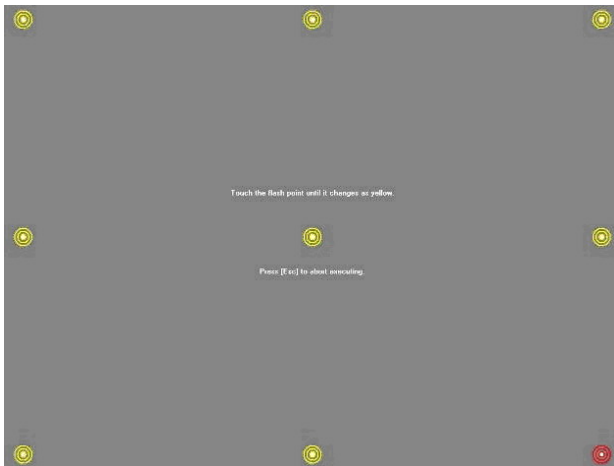 Touch the flash point until it changes as yellow.
Press [Esc] to abort executing.